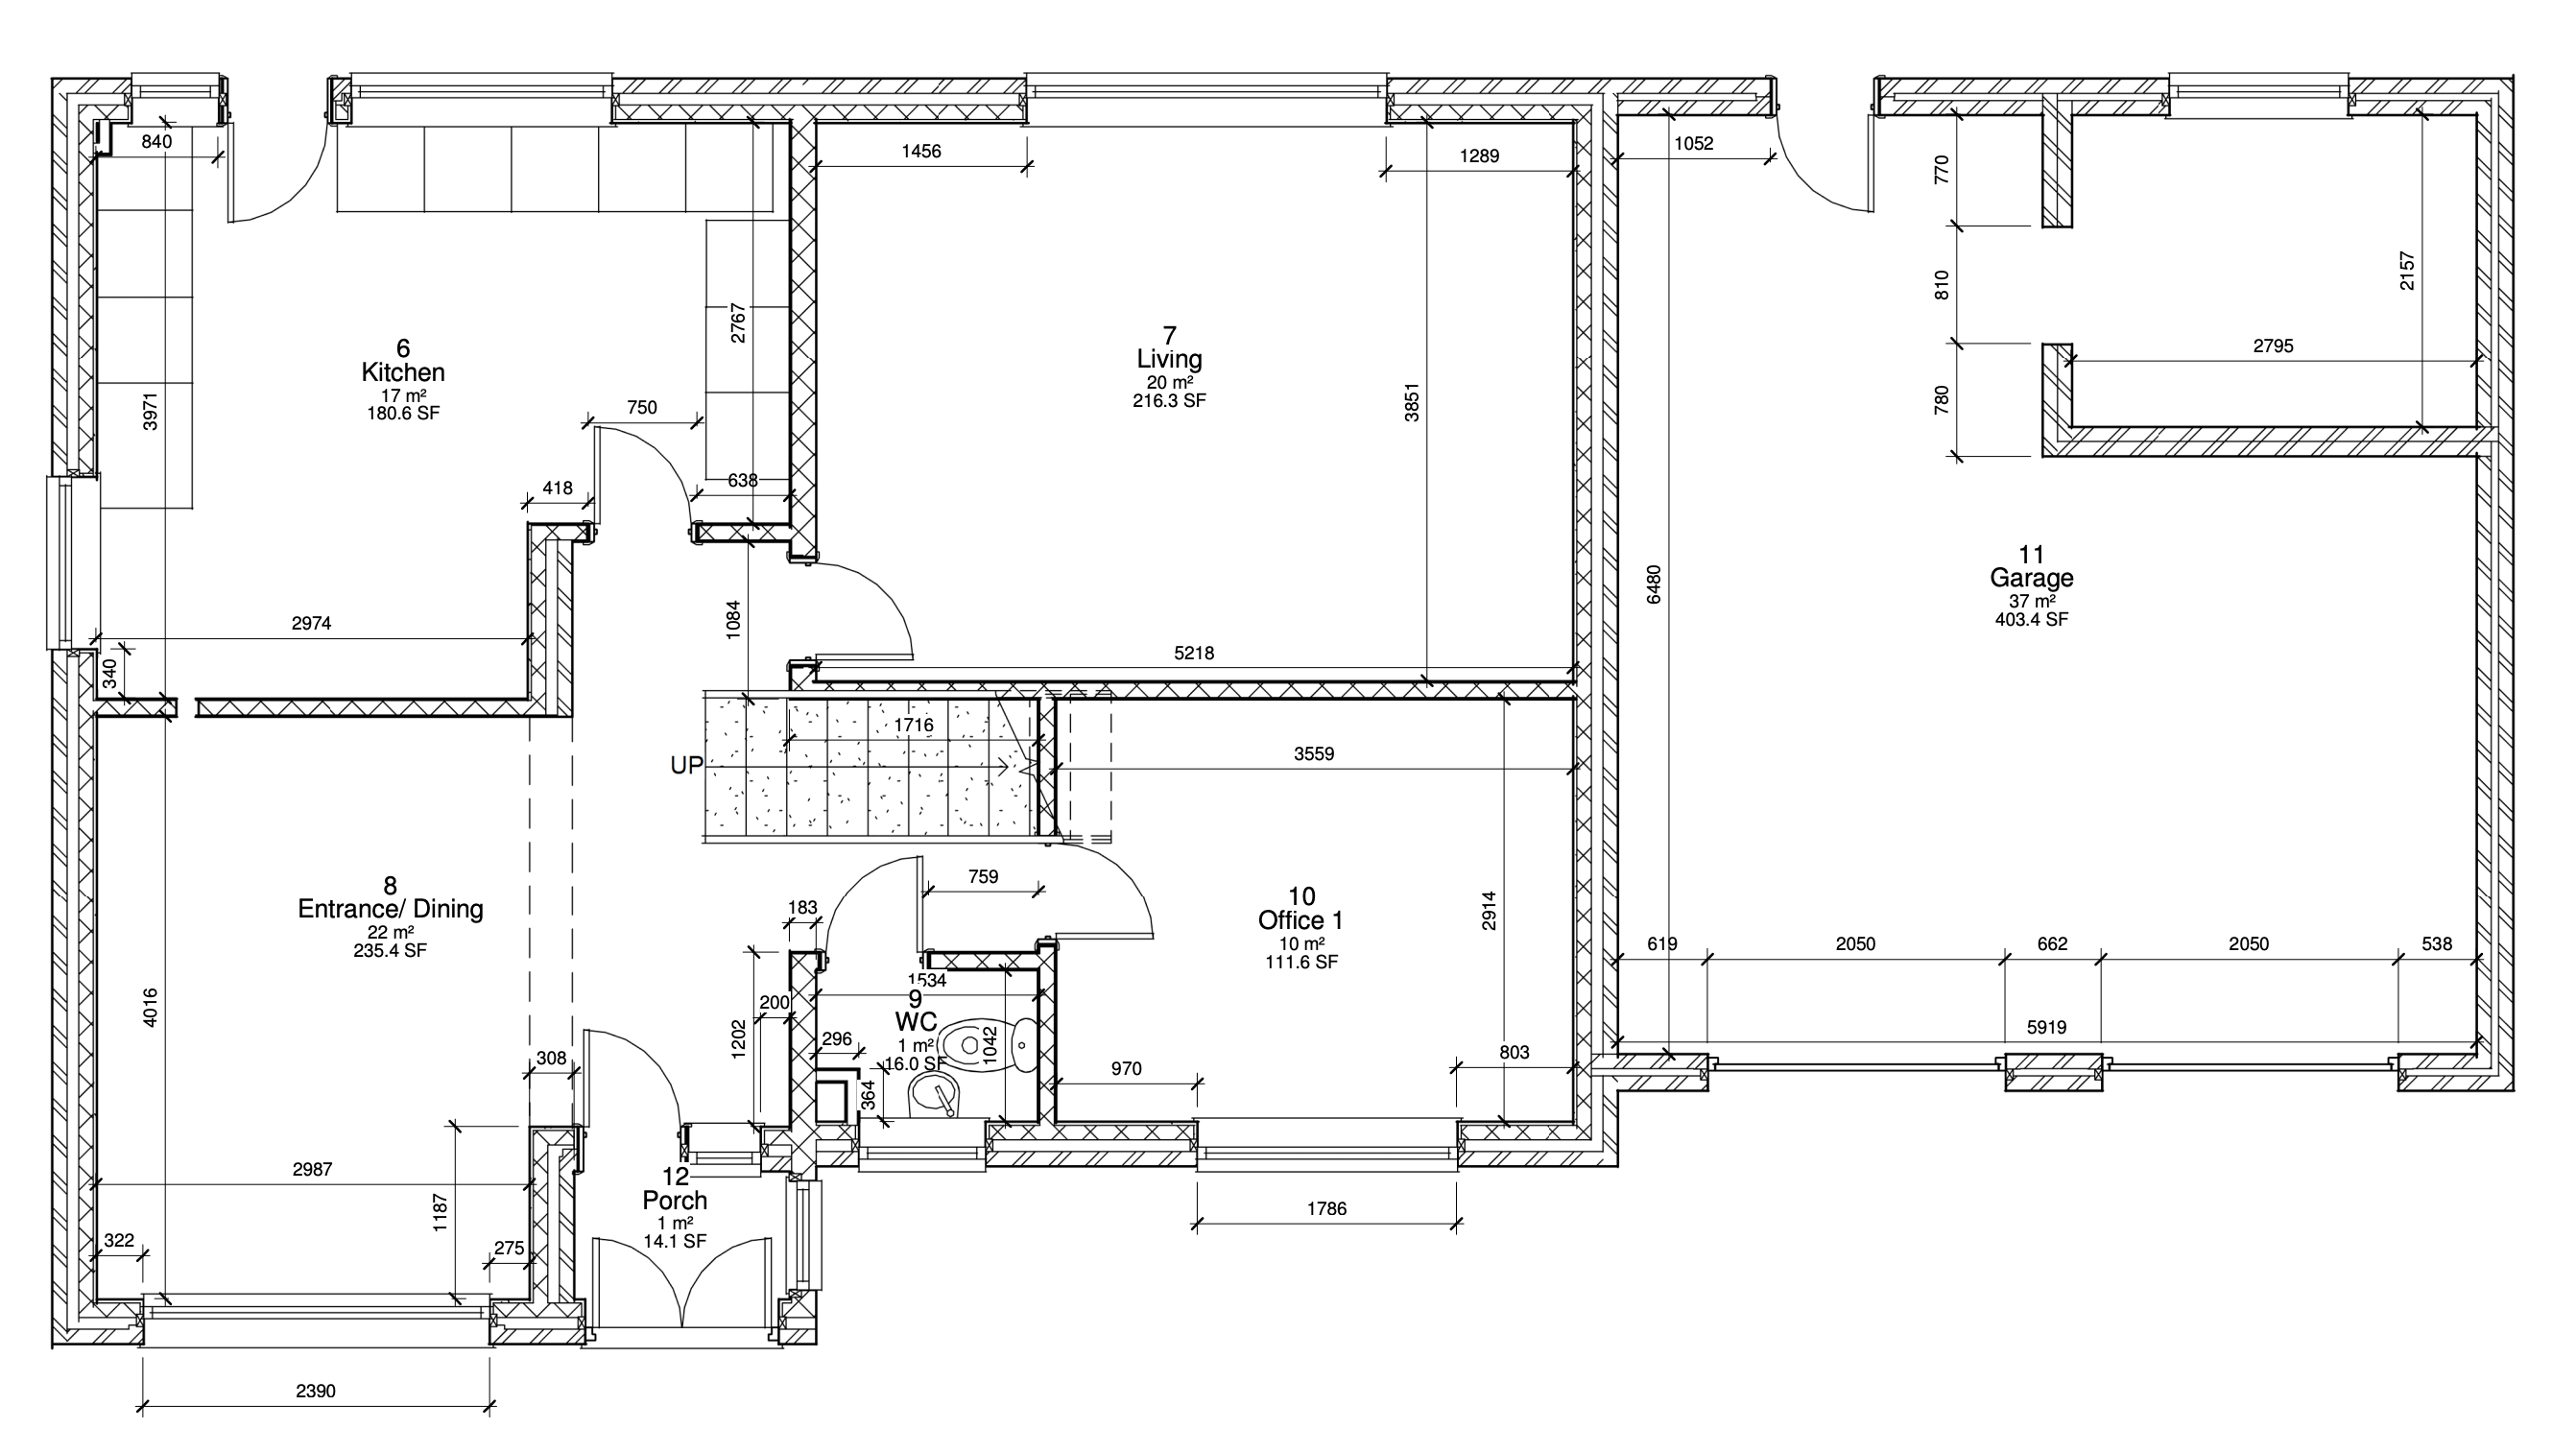 840
1456
1289
1052
770
2767
810
2157
6
Kitchen
17 m²
180.6 SF
7
Living
20 m²
216.3 SF
2795
3971
750
3851
780
638
418
11
Garage
37 m²
403.4 SF
6480
2974
1084
340
5218
UP
1716
3559
8
Entrance/ Dining
22 m²
235.4 SF
759
183
10
Office 1
10 m²
111.6 SF
2914
619
2050
662
2050
538
4016
1534
9
WC
1 m²
16.0 SF
200
1202
296
1042
364
308
970
803
5919
2987
1187
12
Porch
1 m²
14.1 SF
322
275
1786
2390